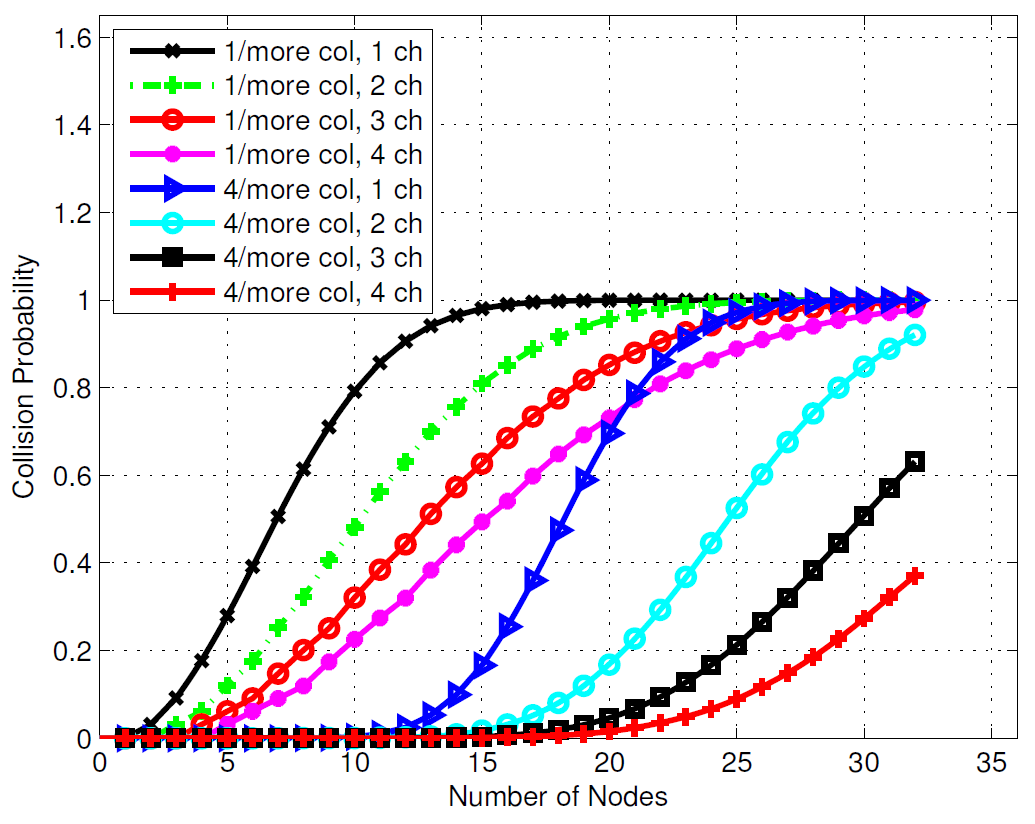 1.6
1.4
1.2
1
0.8
0.6
0.4
0.2
0
Collision Probability
1/more col, 1 ch
1/more col, 2 ch
1/more col, 3 ch
1/more col, 4 ch
4/more col, 1 ch
4/more col, 2 ch
4/more col, 3 ch
4/more col, 4 ch
0 5 10 15 20 25 30 35
Number of Nodes